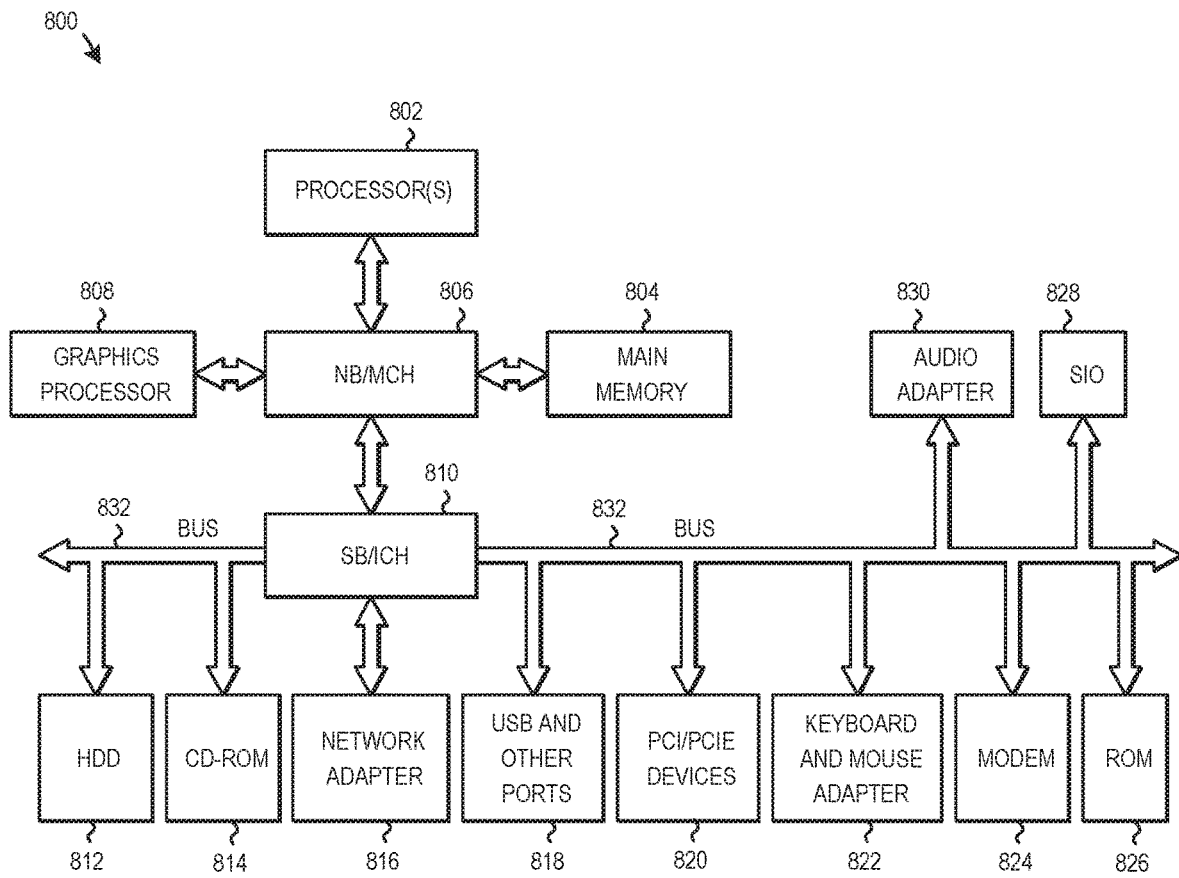 800
802
PROCESSOR(S)
808
806
804
830
828
GRAPHICS
PROCESSOR
NB/MCH
MAIN
MEMORY
AUDIO
ADAPTER
SIO
810
832
BUS
SB/ICH
832
BUS
HDD
CD-ROM
NETWORK
ADAPTER
USB AND
OTHER
PORTS
PCI/PCIE
DEVICES
KEYBOARD
AND MOUSE
ADAPTER
MODEM
ROM
812
814
816
818
820
822
824
826